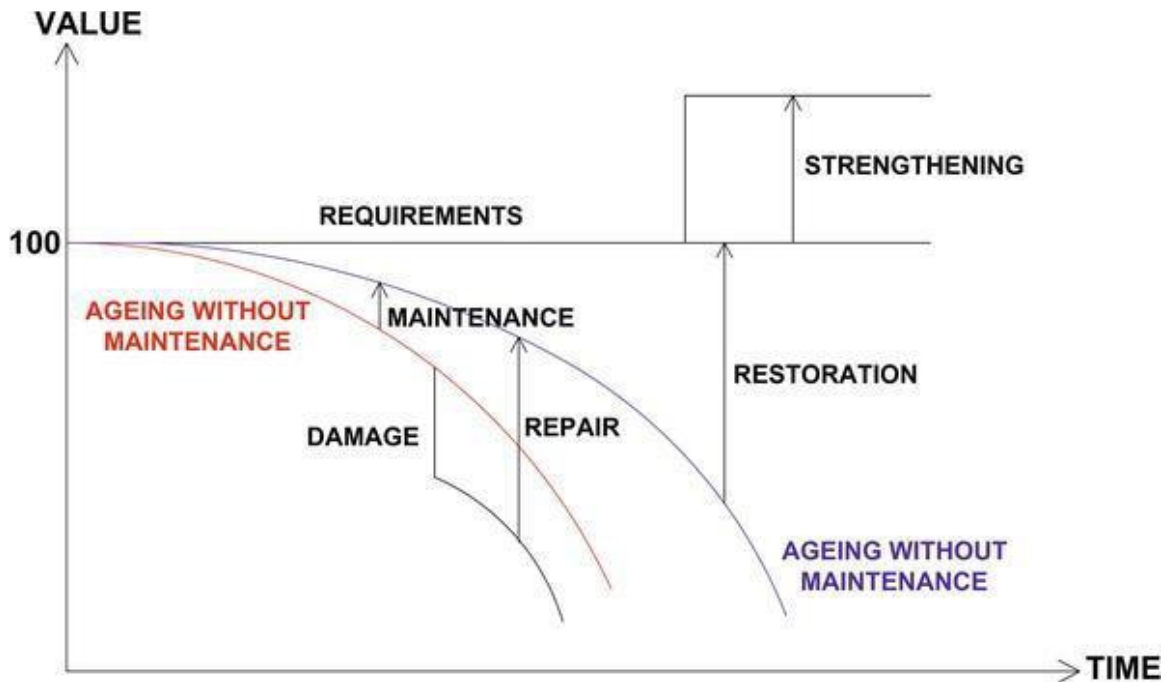 VALUE
STRENGTHENING
REQUIREMENTS
100
AGEING WITHOUT
MAINTENANCE
MAINTENANCE
RESTORATION
DAMAGE
REPAIR
AGEING WITHOUT
MAINTENANCE
TIME